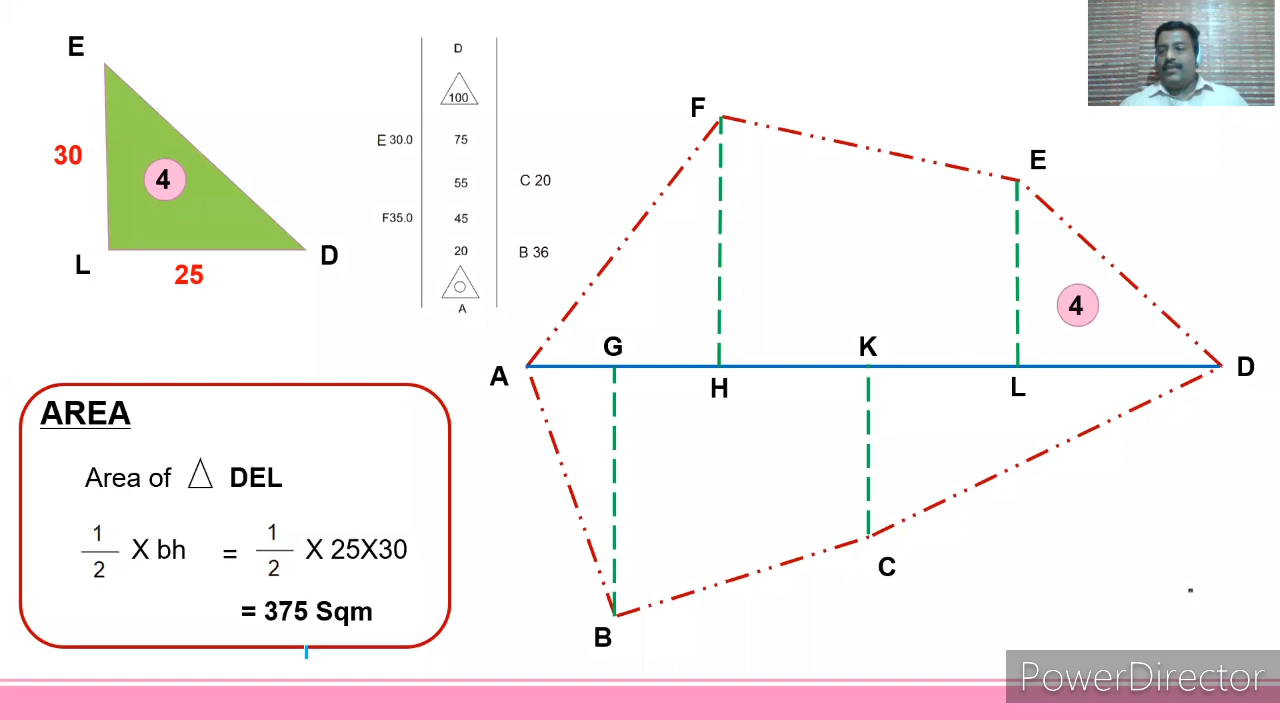 E
30
4
L
25
D
D
100
E 30.0
75
55
C 20
F35.0
45
20
B 36
A
F
E
4
A
G
H
K
L
D
B
C
AREA
Area of △ DEL
1/2 X bh = 1/2 X 25X30
= 375 Sqm
PowerDirector